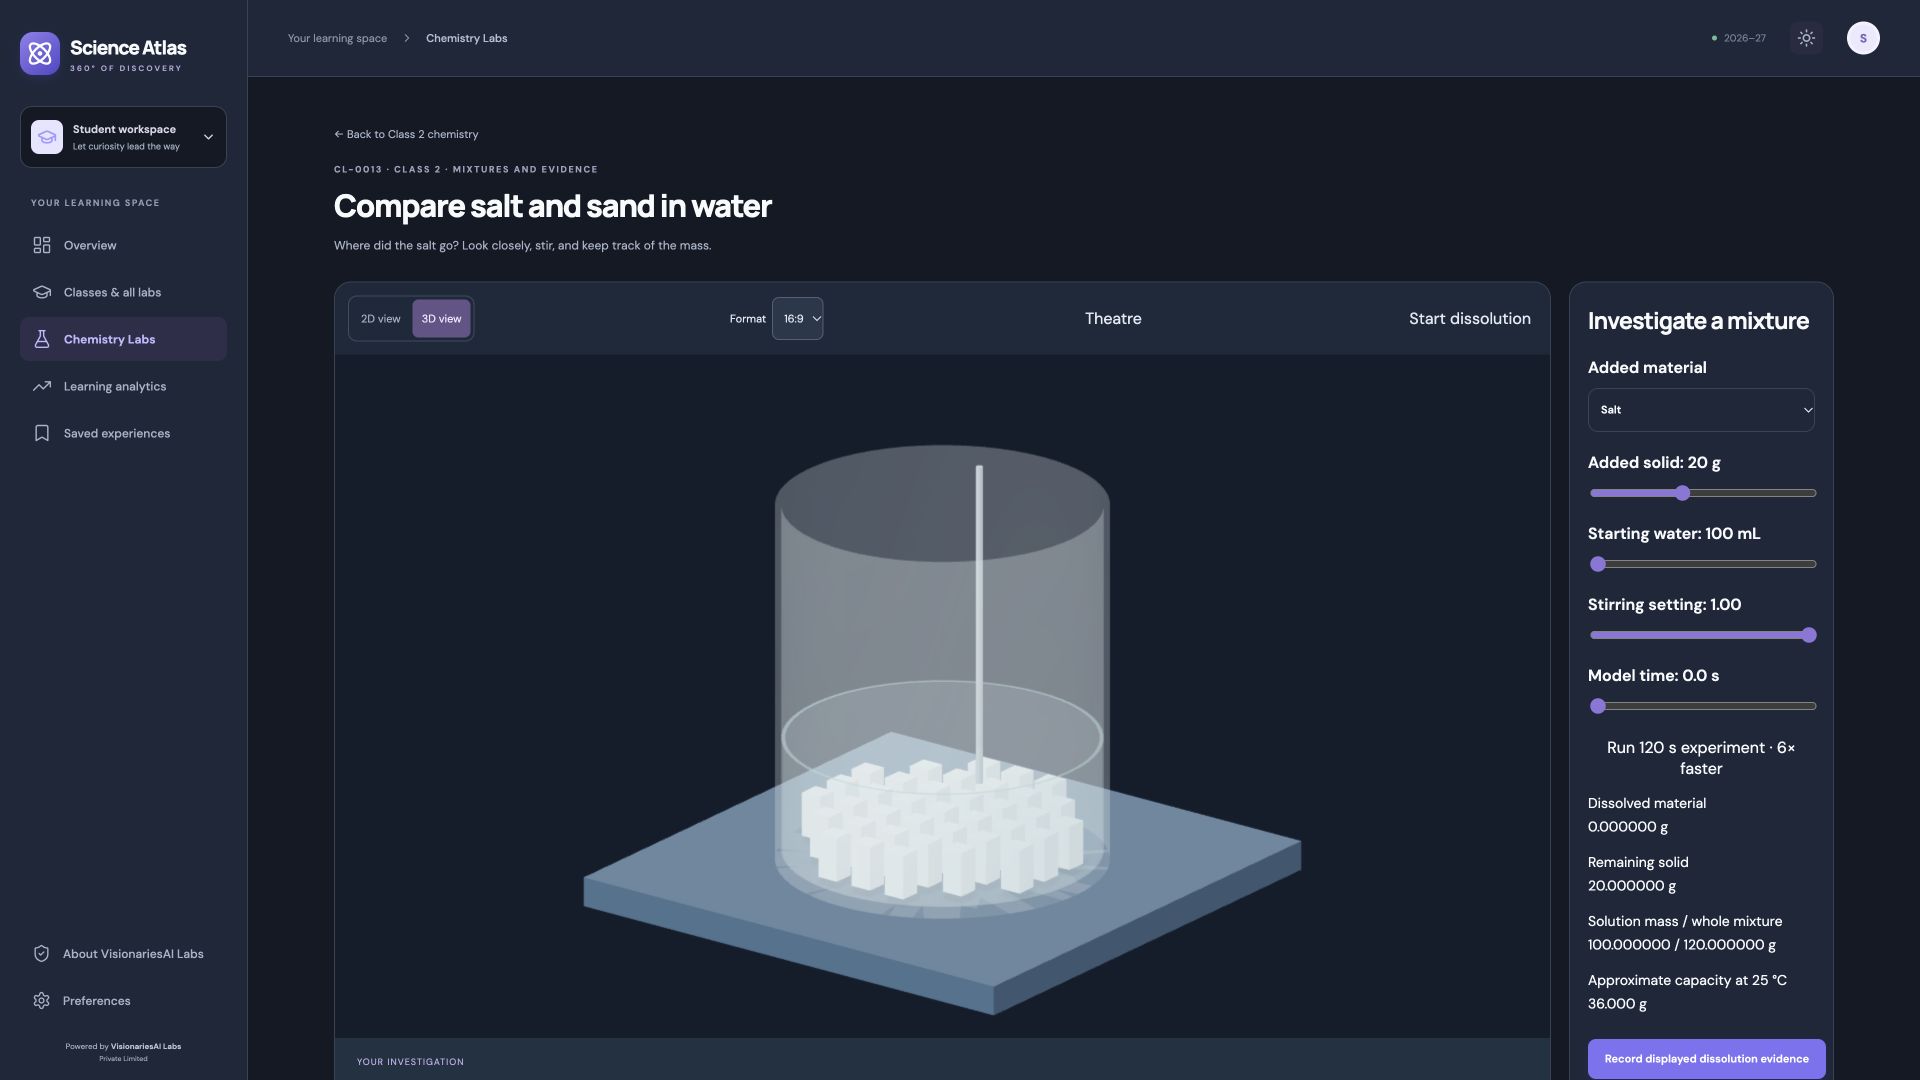 Science Atlas
360° OF DISCOVERY
Student workspace
Let curiosity lead the way
YOUR LEARNING SPACE
Overview
Classes & all labs
Chemistry Labs
Learning analytics
Saved experiences
About VisionariesAI Labs
Preferences
Powered by VisionariesAI Labs
Private Limited
Your learning space > Chemistry Labs
2026–27
S
← Back to Class 2 chemistry
CL-0013 · CLASS 2 · MIXTURES AND EVIDENCE
Compare salt and sand in water
Where did the salt go? Look closely, stir, and keep track of the mass.
2D view
3D view
Format
16:9
Theatre
Start dissolution
YOUR INVESTIGATION
Investigate a mixture
Added material
Salt
Added solid: 20 g
Starting water: 100 mL
Stirring setting: 1.00
Model time: 0.0 s
Run 120 s experiment · 6×
faster
Dissolved material
0.000000 g
Remaining solid
20.000000 g
Solution mass / whole mixture
100.000000 / 120.000000 g
Approximate capacity at 25 °C
36.000 g
Record displayed dissolution evidence